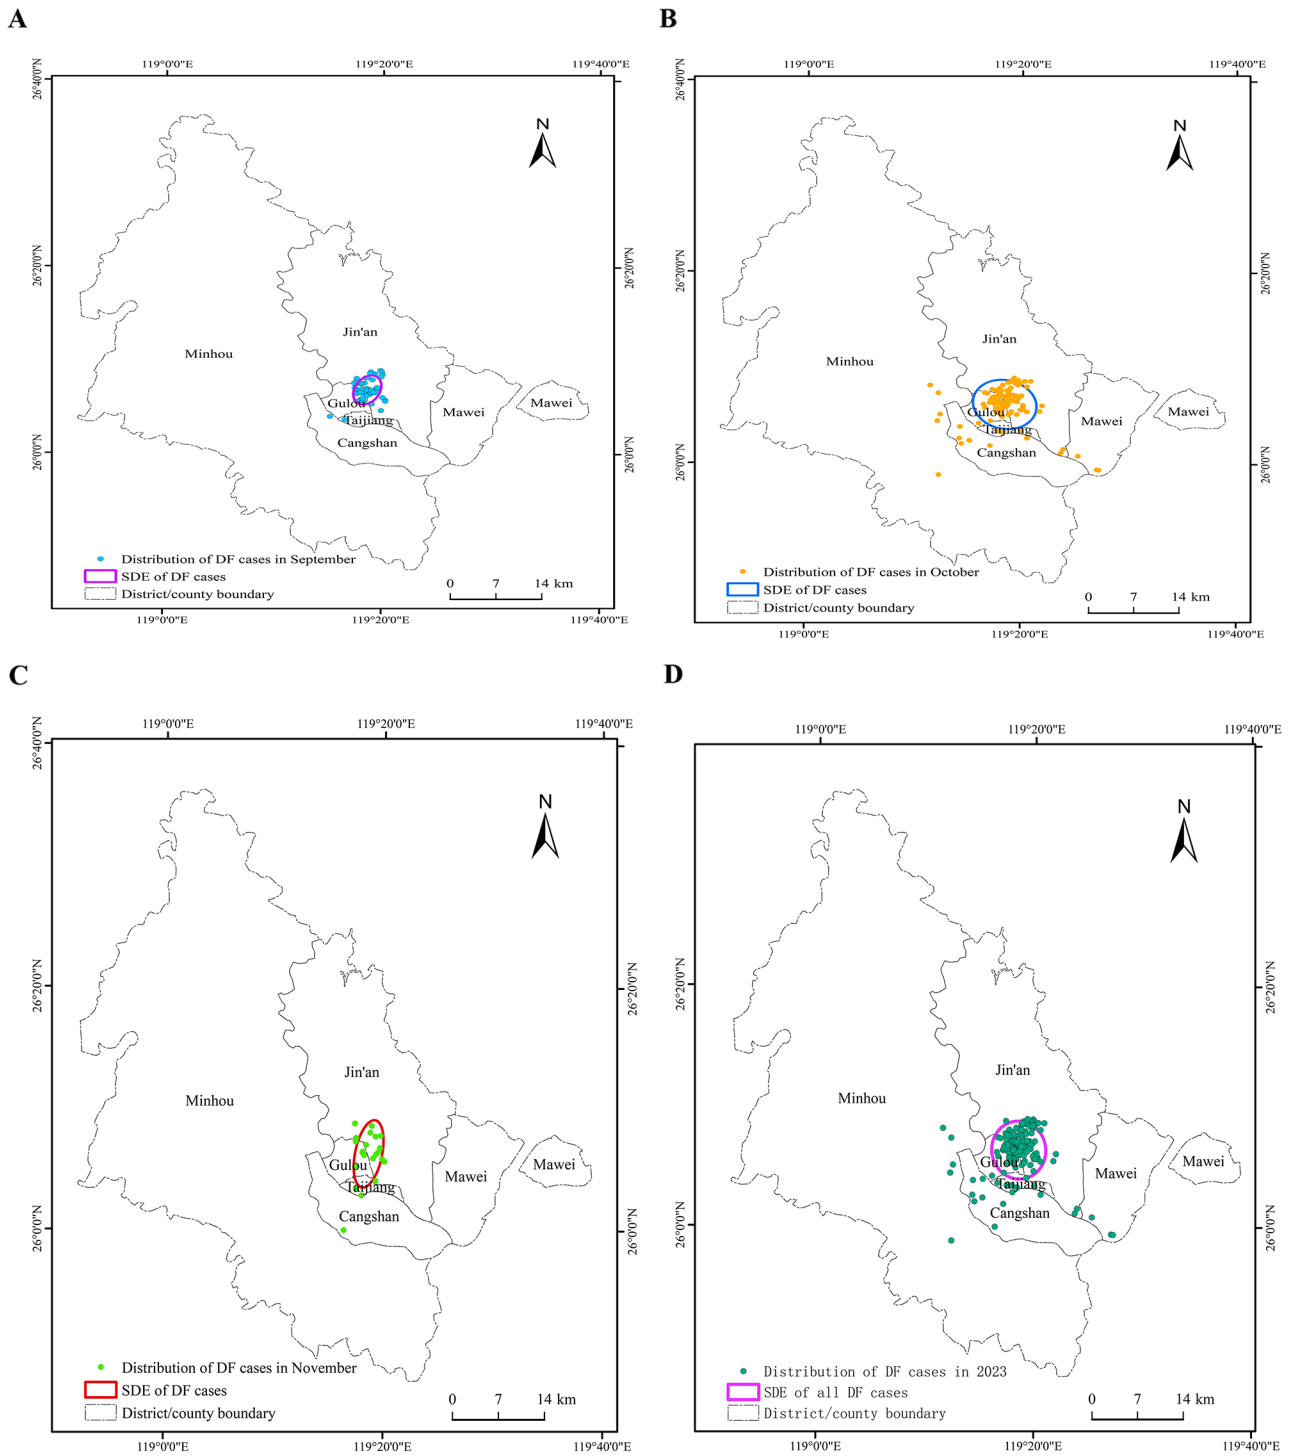 A
119°0'0"E
119°20'0"E
119°40'0"E
26°40'0"N
N
26°20'0"N
26°20'0"N
Jin'an
Minhou
Gulou
Mawei
Mawei
Taijiang
Cangshan
26°0'0"N
26°0'0"N
Distribution of DF cases in September
SDE of DF cases
District/county boundary
0 7 14 km
119°0'0"E
119°20'0"E
119°40'0"E
B
119°0'0"E
119°20'0"E
119°40'0"E
26°40'0"N
N
26°20'0"N
26°20'0"N
Jin'an
Minhou
Gulou
Mawei
Mawei
Taijiang
Cangshan
26°0'0"N
26°0'0"N
Distribution of DF cases in October
SDE of DF cases
District/county boundary
0 7 14 km
119°0'0"E
119°20'0"E
119°40'0"E
C
119°0'0"E
119°20'0"E
119°40'0"E
26°40'0"N
N
26°20'0"N
26°20'0"N
Jin'an
Minhou
Gulou
Mawei
Mawei
Taijiang
Cangshan
26°0'0"N
26°0'0"N
Distribution of DF cases in November
SDE of DF cases
District/county boundary
0 7 14 km
119°0'0"E
119°20'0"E
119°40'0"E
D
119°0'0"E
119°20'0"E
119°40'0"E
N
26°20'0"N
26°20'0"N
Jin'an
Minhou
Gulou
Mawei
Mawei
Taijiang
Cangshan
26°0'0"N
26°0'0"N
Distribution of DF cases in 2023
SDE of all DF cases
District/county boundary
0 7 14 km
119°0'0"E
119°20'0"E
119°40'0"E